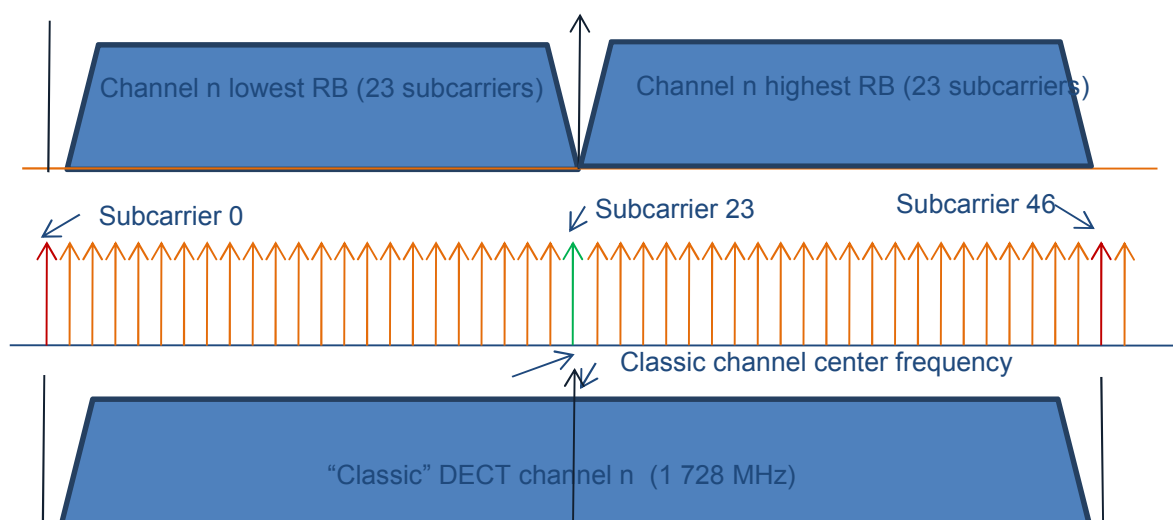 Channel n lowest RB (23 subcarriers)
Channel n highest RB (23 subcarriers)
Subcarrier 0
Subcarrier 23
Subcarrier 46
Classic channel center frequency
“Classic” DECT channel n (1 728 MHz)